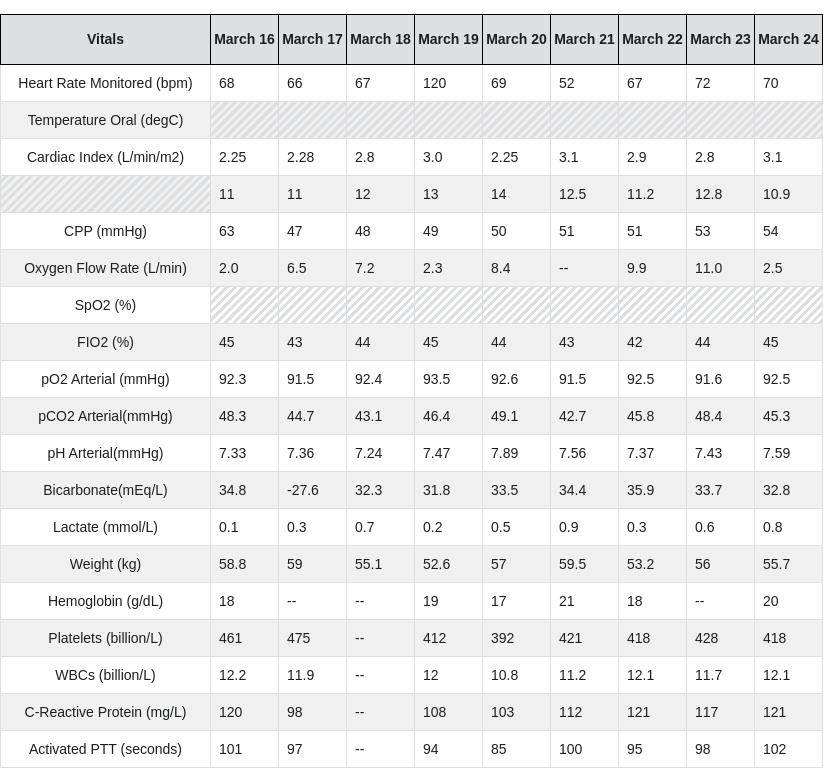 Vitals March 16 March 17 March 18 March 19 March 20 March 21 March 22 March 23 March 24
Heart Rate Monitored (bpm) 68 66 67 120 69 52 67 72 70
Temperature Oral (degC)
Cardiac Index (L/min/m2) 2.25 2.28 2.8 3.0 2.25 3.1 2.9 2.8 3.1
11 11 12 13 14 12.5 11.2 12.8 10.9
CPP (mmHg) 63 47 48 49 50 51 51 53 54
Oxygen Flow Rate (L/min) 2.0 6.5 7.2 2.3 8.4 -- 9.9 11.0 2.5
SpO2 (%)
FIO2 (%) 45 43 44 45 44 43 42 44 45
pO2 Arterial (mmHg) 92.3 91.5 92.4 93.5 92.6 91.5 92.5 91.6 92.5
pCO2 Arterial(mmHg) 48.3 44.7 43.1 46.4 49.1 42.7 45.8 48.4 45.3
pH Arterial(mmHg) 7.33 7.36 7.24 7.47 7.89 7.56 7.37 7.43 7.59
Bicarbonate(mEq/L) 34.8 -27.6 32.3 31.8 33.5 34.4 35.9 33.7 32.8
Lactate (mmol/L) 0.1 0.3 0.7 0.2 0.5 0.9 0.3 0.6 0.8
Weight (kg) 58.8 59 55.1 52.6 57 59.5 53.2 56 55.7
Hemoglobin (g/dL) 18 -- -- 19 17 21 18 -- 20
Platelets (billion/L) 461 475 -- 412 392 421 418 428 418
WBCs (billion/L) 12.2 11.9 -- 12 10.8 11.2 12.1 11.7 12.1
C-Reactive Protein (mg/L) 120 98 -- 108 103 112 121 117 121
Activated PTT (seconds) 101 97 -- 94 85 100 95 98 102